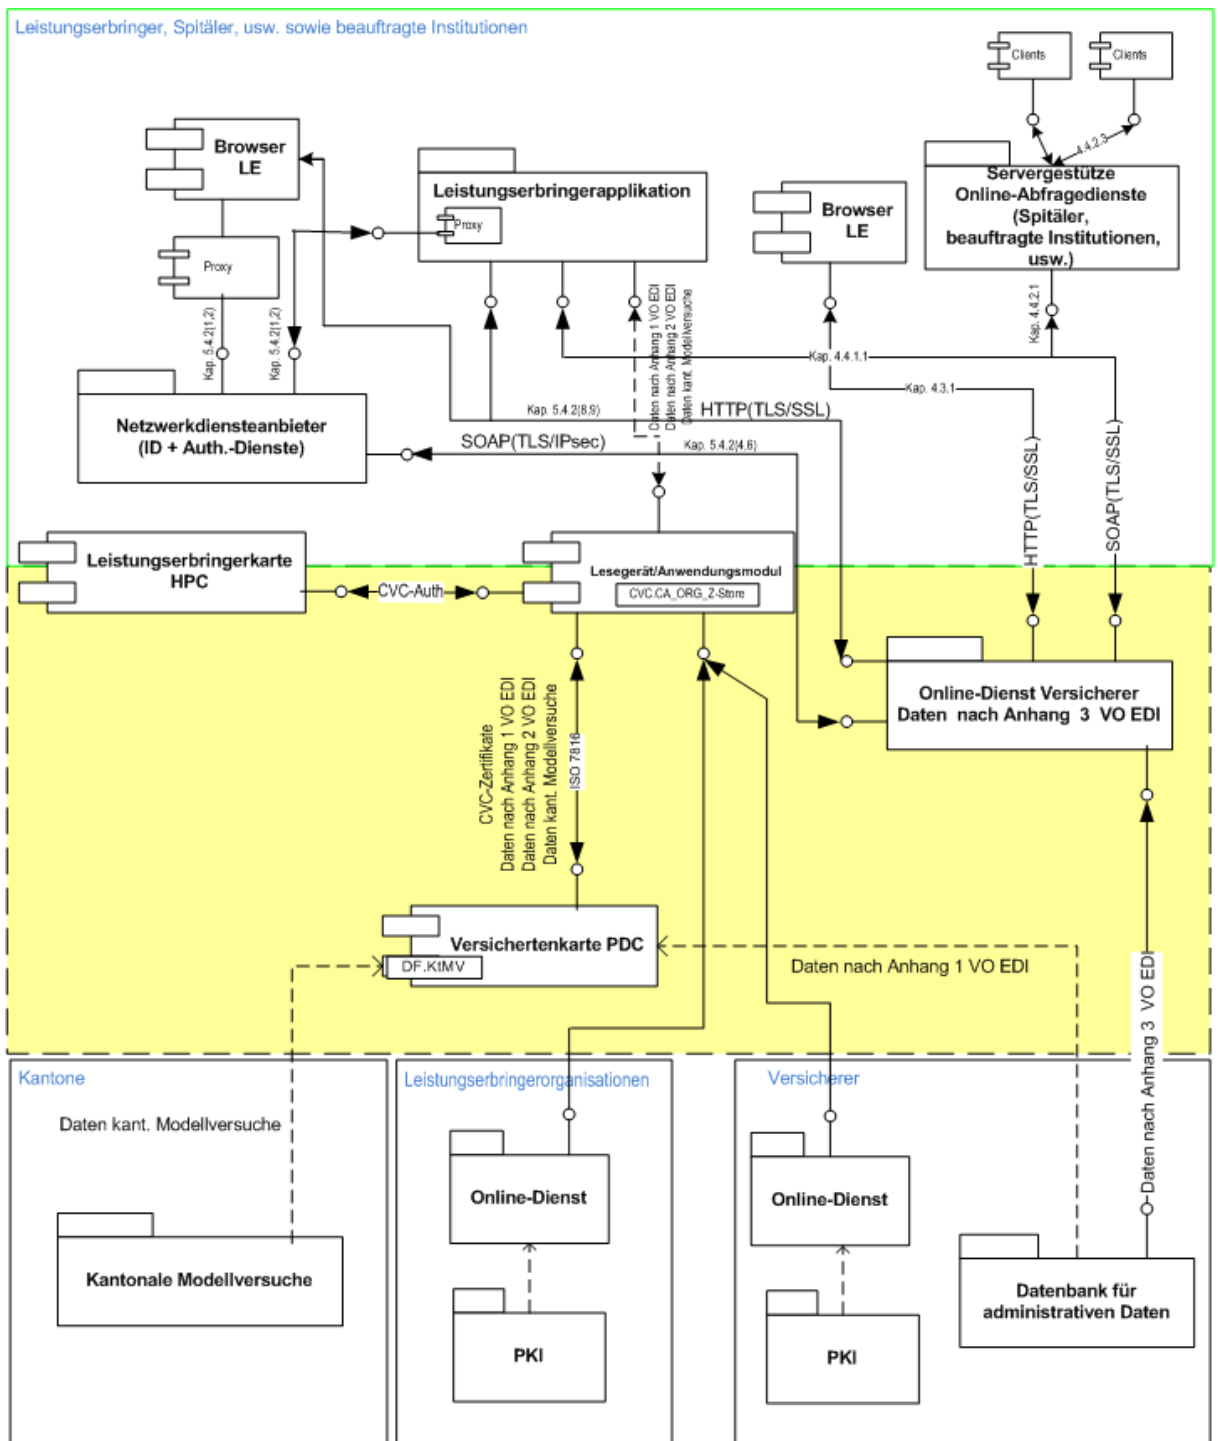 Leistungserbringer, Spitäler, usw. sowie beauftragte Institutionen
Clients
Clients
4.4.2.3
Browser
LE
Proxy
Leistungserbringerapplikation
Proxy
Browser
LE
Servergestütze
Online-Abfragedienste
(Spitäler,
beauftragte Institutionen,
usw.)
Kap. 5.4.2(1,2)
Kap. 5.4.2(1,2)
Daten nach Anhang 1 VO EDI
Daten nach Anhang 2 VO EDI
Daten kant. Modellversuche
Kap. 4.4.2.1
Kap. 4.4.1.1
Kap. 4.3.1
Kap. 5.4.2(8,9)
HTTP(TLS/SSL)
Netzwerkdiensteanbieter
(ID + Auth.-Dienste)
SOAP(TLS/IPsec)
Kap. 5.4.2(4,6)
HTTP(TLS/SSL)
SOAP(TLS/SSL)
Leistungserbringerkarte
HPC
CVC-Auth
Lesegerät/Anwendungsmodul
CVC.CA_ORG_Z-Store
Online-Dienst Versicherer
Daten nach Anhang 3 VO EDI
CVC-Zertifikate
Daten nach Anhang 1 VO EDI
Daten nach Anhang 2 VO EDI
Daten kant. Modellversuche
ISO 7816
Versichertenkarte PDC
DF.KtMV
Daten nach Anhang 1 VO EDI
Daten nach Anhang 3 VO EDI
Kantone
Daten kant. Modellversuche
Kantonale Modellversuche
Leistungserbringerorganisationen
Online-Dienst
PKI
Versicherer
Online-Dienst
PKI
Datenbank für
administrativen Daten